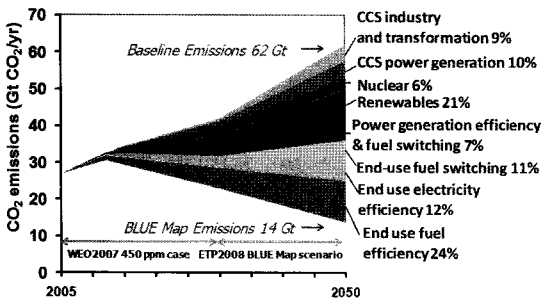 70
60
50
40
30
20
10
0
CO₂ emissions (Gt CO₂/yr)
Baseline Emissions 62 Gt
BLUE Map Emissions 14 Gt
WEO2007 450 ppm case
ETP2008 BLUE Map scenario
2005
2050
CCS industry
and transformation 9%
CCS power generation 10%
Nuclear 6%
Renewables 21%
Power generation efficiency
& fuel switching 7%
End-use fuel switching 11%
End use electricity
efficiency 12%
End use fuel
efficiency 24%